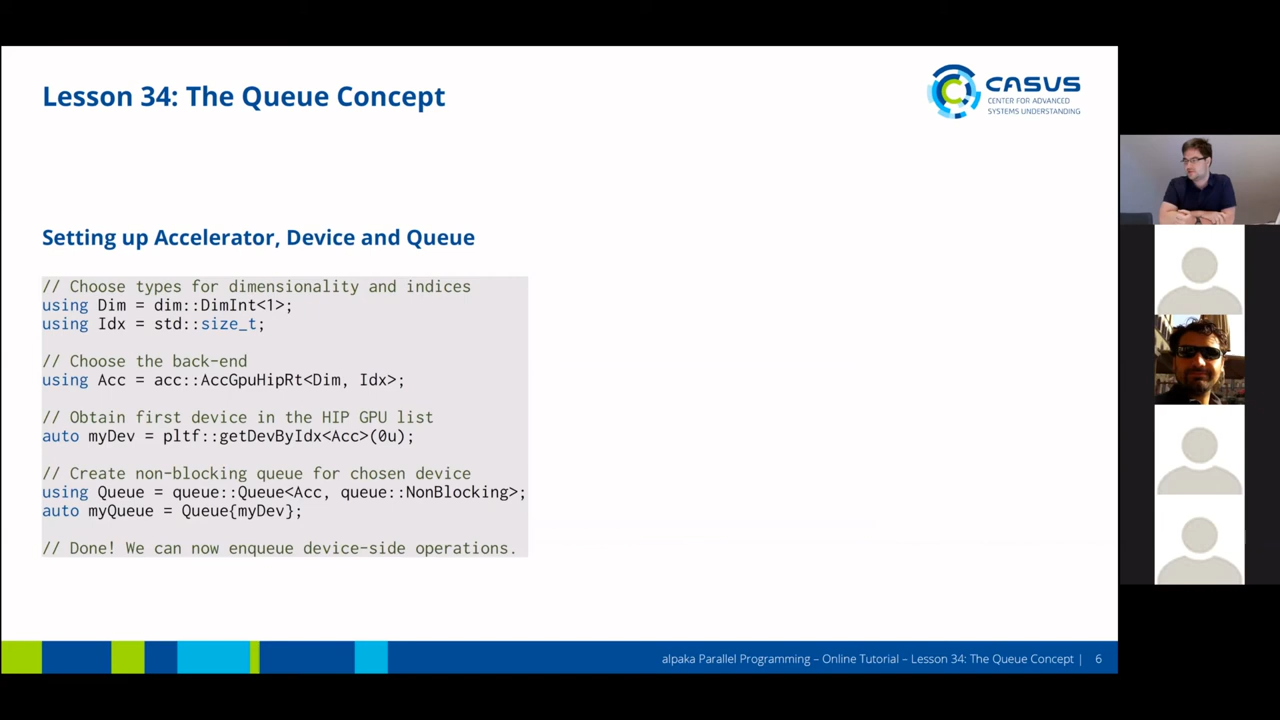 Lesson 34: The Queue Concept
CASUS
CENTER FOR ADVANCED
SYSTEMS UNDERSTANDING
Setting up Accelerator, Device and Queue
// Choose types for dimensionality and indices
using Dim = dim::DimInt<1>;
using Idx = std::size_t;
// Choose the back-end
using Acc = acc::AccGpuHipRt<Dim, Idx>;
// Obtain first device in the HIP GPU list
auto myDev = pltf::getDevByIdx<Acc>(0u);
// Create non-blocking queue for chosen device
using Queue = queue::Queue<Acc, queue::NonBlocking>;
auto myQueue = Queue{myDev};
// Done! We can now enqueue device-side operations.
alpaka Parallel Programming – Online Tutorial – Lesson 34: The Queue Concept | 6